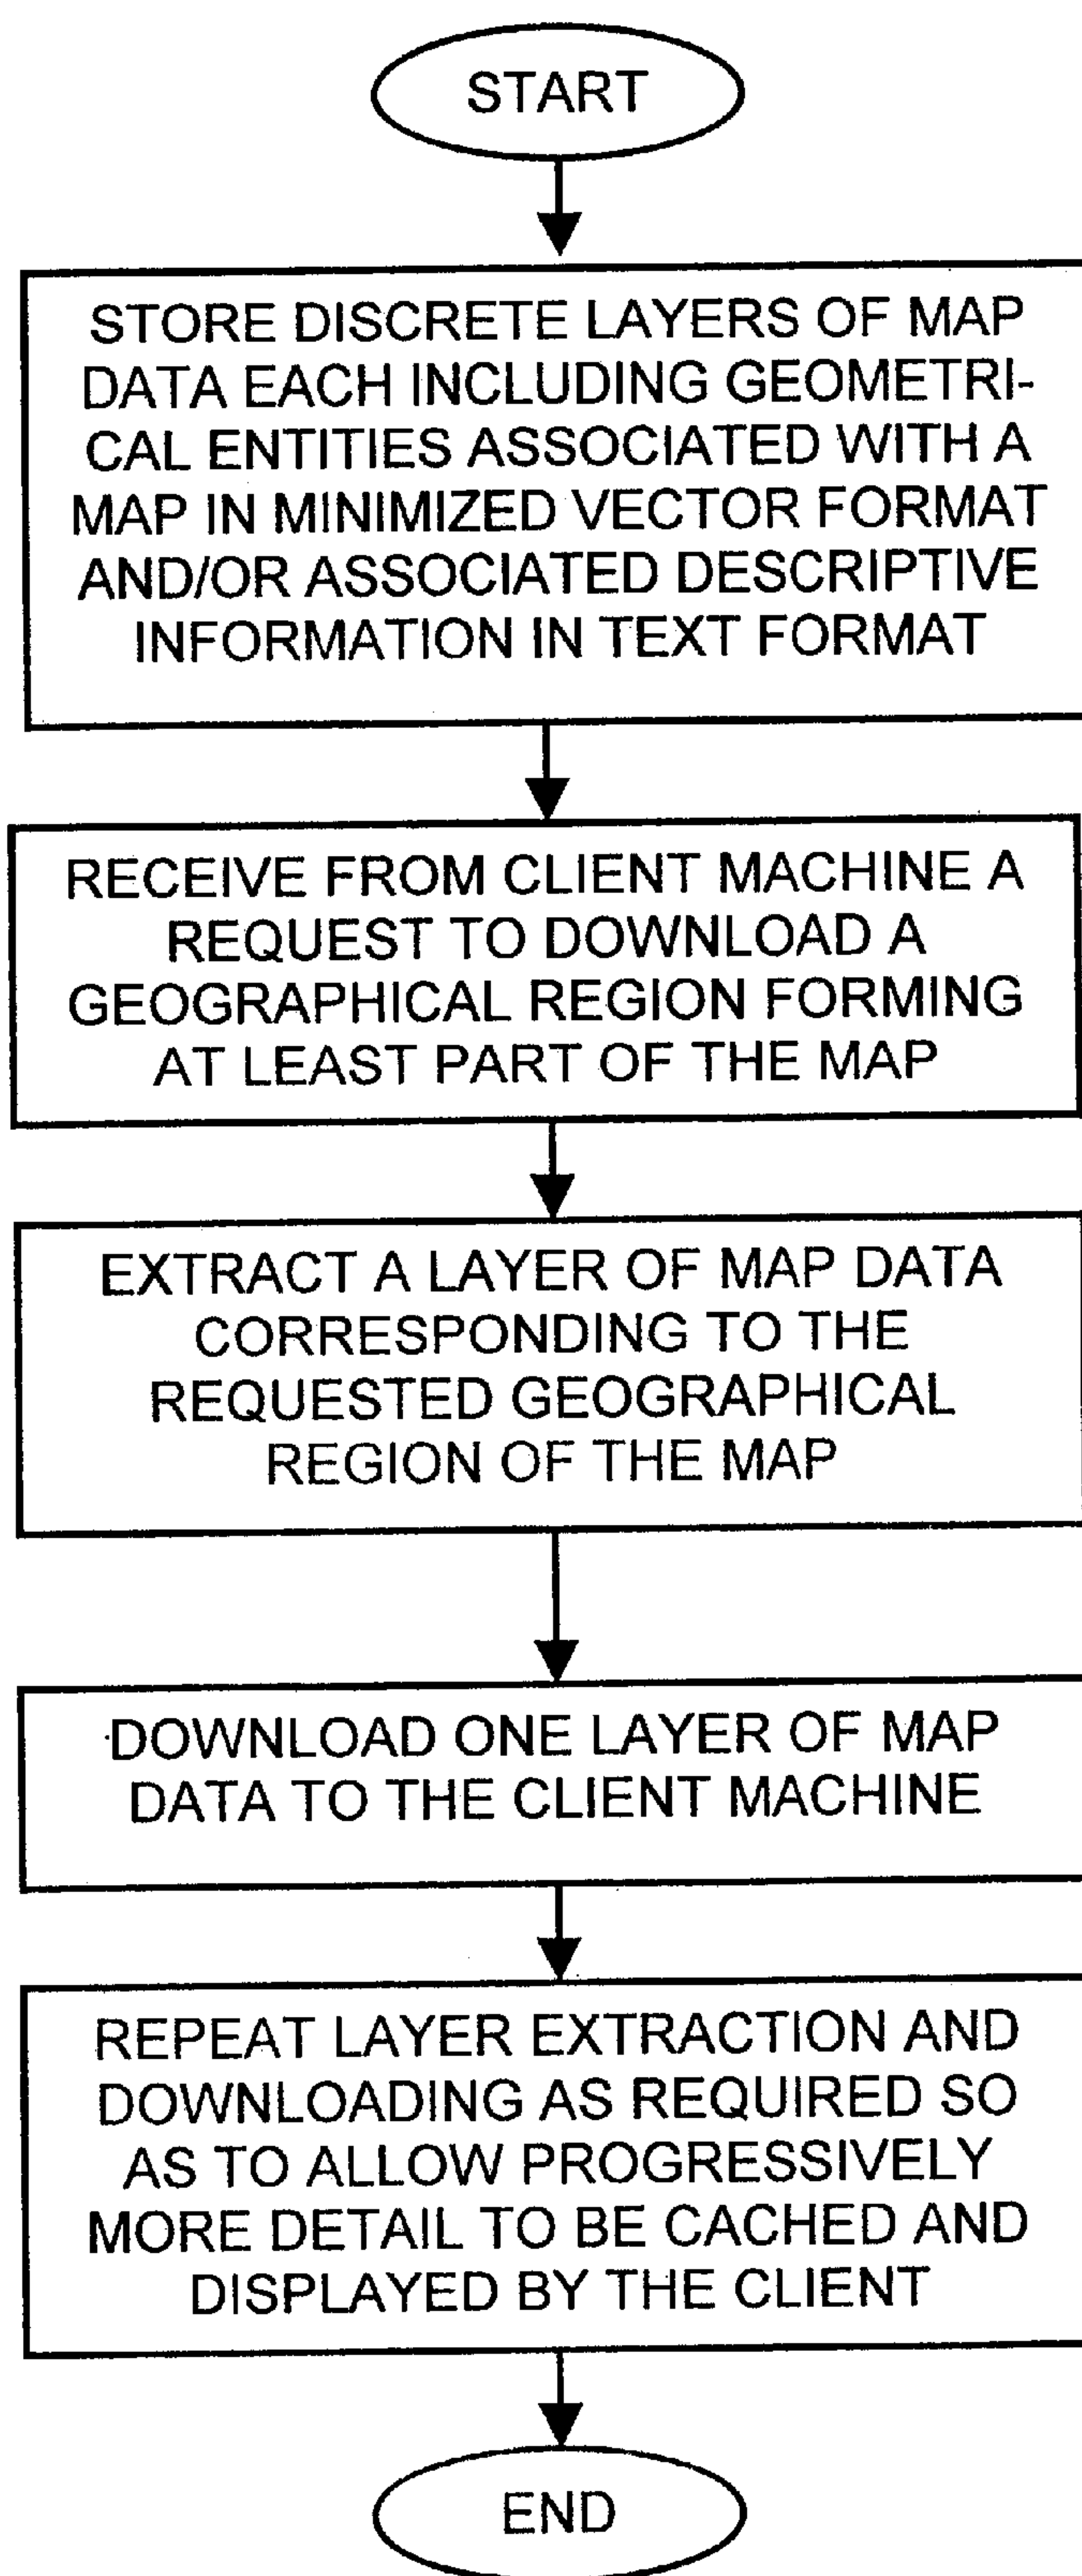 START
STORE DISCRETE LAYERS OF MAP
DATA EACH INCLUDING GEOMETRI-
CAL ENTITIES ASSOCIATED WITH A
MAP IN MINIMIZED VECTOR FORMAT
AND/OR ASSOCIATED DESCRIPTIVE
INFORMATION IN TEXT FORMAT
RECEIVE FROM CLIENT MACHINE A
REQUEST TO DOWNLOAD A
GEOGRAPHICAL REGION FORMING
AT LEAST PART OF THE MAP
EXTRACT A LAYER OF MAP DATA
CORRESPONDING TO THE
REQUESTED GEOGRAPHICAL
REGION OF THE MAP
DOWNLOAD ONE LAYER OF MAP
DATA TO THE CLIENT MACHINE
REPEAT LAYER EXTRACTION AND
DOWNLOADING AS REQUIRED SO
AS TO ALLOW PROGRESSIVELY
MORE DETAIL TO BE CACHED AND
DISPLAYED BY THE CLIENT
END